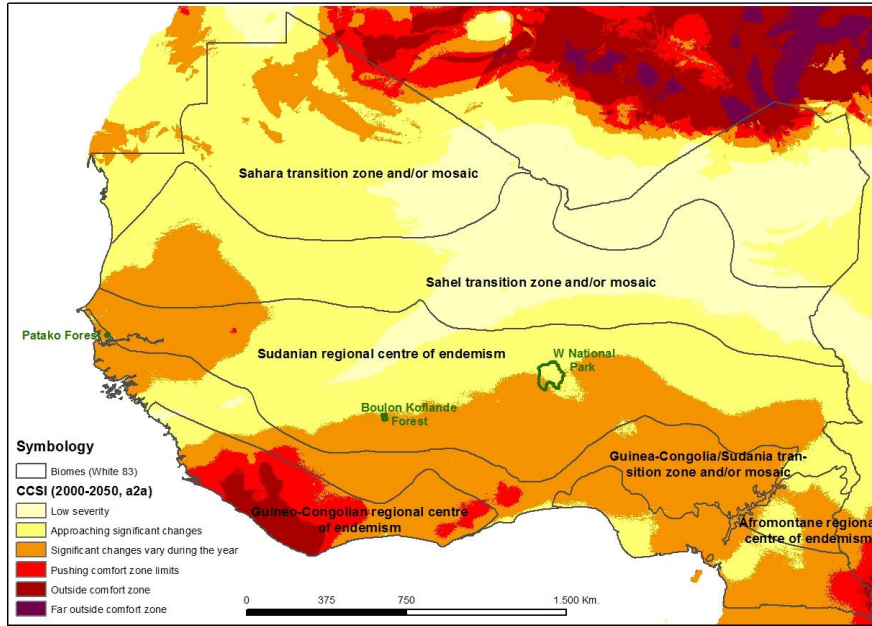 Sahara transition zone and/or mosaic
Sahel transition zone and/or mosaic
Patako Forest
Sudanian regional centre of endemism
W National
Park
Boulon Koflande
Forest
Guinea-Congolia/Sudania tran-
sition zone and/or mosaic
Guineo-Congolian regional centre
of endemism
Afromontane regional
centre of endemism
Symbology
Biomes (White 83)
CCSI (2000-2050, a2a)
Low severity
Approaching significant changes
Significant changes vary during the year
Pushing comfort zone limits
Outside comfort zone
Far outside comfort zone
0 375 750 1.500 Km.